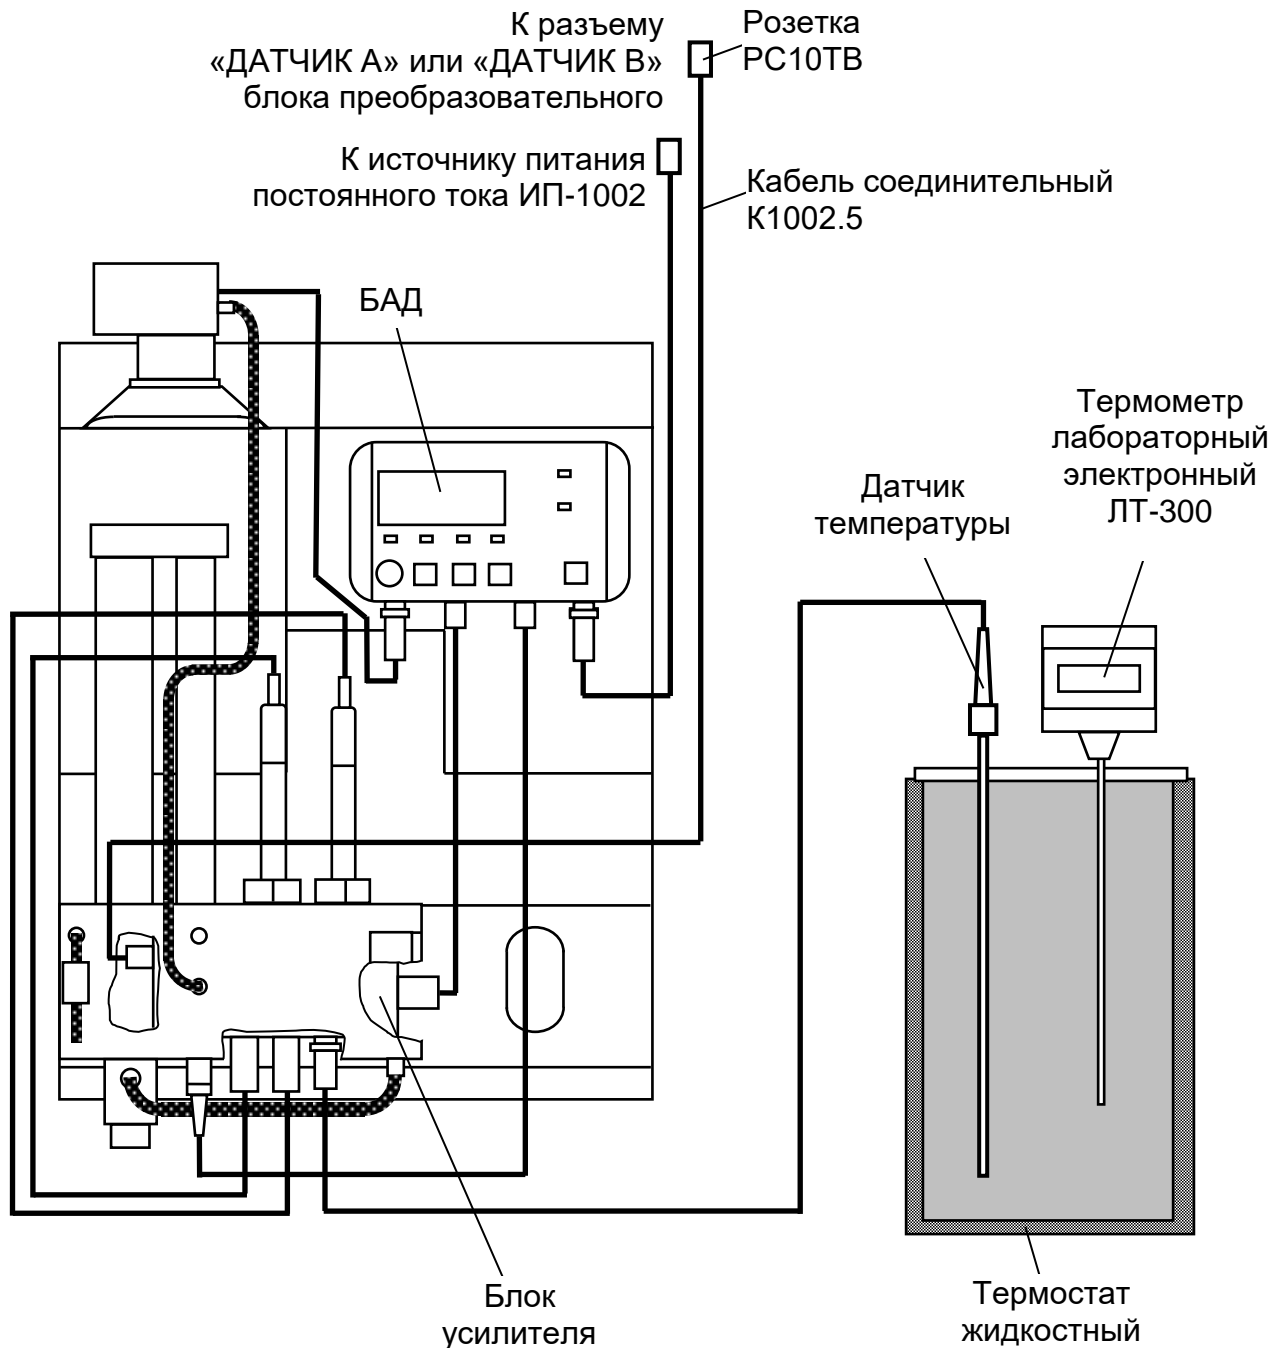 К разъему
«ДАТЧИК А» или «ДАТЧИК В»
блока преобразовательного
Розетка
РС10ТВ
К источнику питания
постоянного тока ИП-1002
Кабель соединительный
К1002.5
БАД
Термометр
лабораторный
электронный
ЛТ-300
Датчик
температуры
Блок
усилителя
Термостат
жидкостный